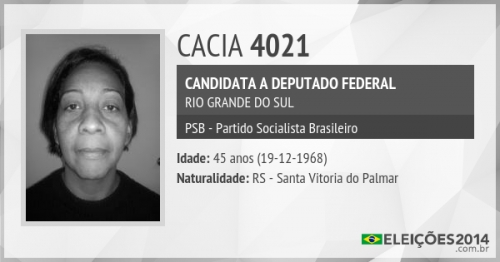 CACIA 4021
CANDIDATA A DEPUTADO FEDERAL
RIO GRANDE DO SUL
PSB - Partido Socialista Brasileiro
Idade: 45 anos (19-12-1968)
Naturalidade: RS - Santa Vitoria do Palmar
ELEIÇÕES2014
.com.br